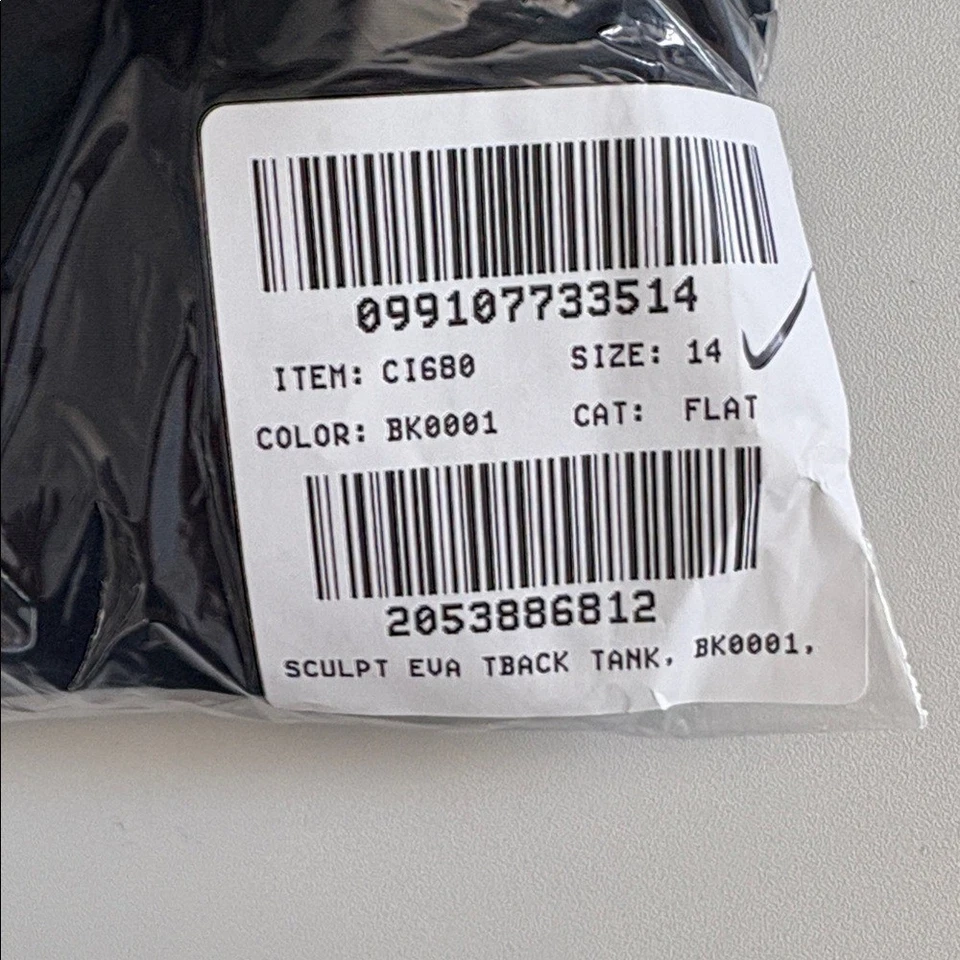 099107733514
ITEM: CI680 SIZE: 14
COLOR: BK0001 CAT: FLAT
2053886812
SCULPT EVA TBACK TANK, BK0001,